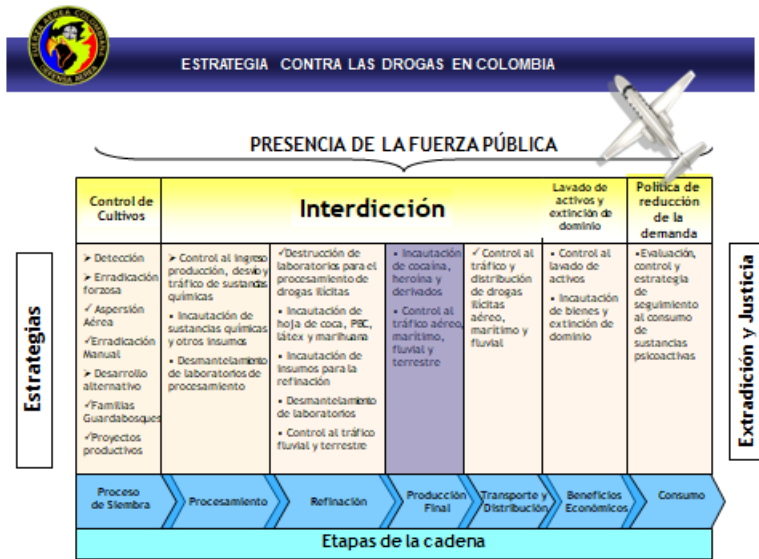 FUERZA AEREA COLOMBIANA
DEFENSA AEREA
ESTRATEGIA CONTRA LAS DROGAS EN COLOMBIA
PRESENCIA DE LA FUERZA PÚBLICA
Estrategias
Control de
Cultivos
Interdicción
Lavado de
activos y
extinción de
dominio
Política de
reducción
de la
demanda
➤ Detección
➤ Erradicación
forzosa
✓ Aspersión
Aérea
✓Erradicación
Manual
➤ Desarrollo
alternativo
✓Familias
Guardabosques
✓Proyectos
productivos
➤ Control al ingreso
producción, desvío y
tráfico de sustancias
químicas
▪ Incautación de
sustancias químicas
y otros insumos
▪ Desmantelamiento
de laboratorios de
procesamiento
✓Destrucción de
laboratorios para el
procesamiento de
drogas ilícitas
▪ Incautación de
hoja de coca, PBC,
látex y marihuana
▪ Incautación de
insumos para la
refinación
▪ Desmantelamiento
de laboratorios
▪ Control al tráfico
fluvial y terrestre
▪ Incautación
de cocaína,
heroína y
derivados
▪ Control al
tráfico aéreo,
marítimo,
fluvial y
terrestre
✓ Control al
tráfico y
distribución
de drogas
ilícitas
aéreo,
marítimo y
fluvial
▪ Control al
lavado de
activos
▪ Incautación
de bienes y
extinción de
dominio
▪Evaluación,
control y
estrategia
de
seguimiento
al consumo
de
sustancias
psicoactivas
Extradición y Justicia
Proceso
de Siembra
Procesamiento
Refinación
Producción
Final
Transporte y
Distribución
Beneficios
Económicos
Consumo
Etapas de la cadena